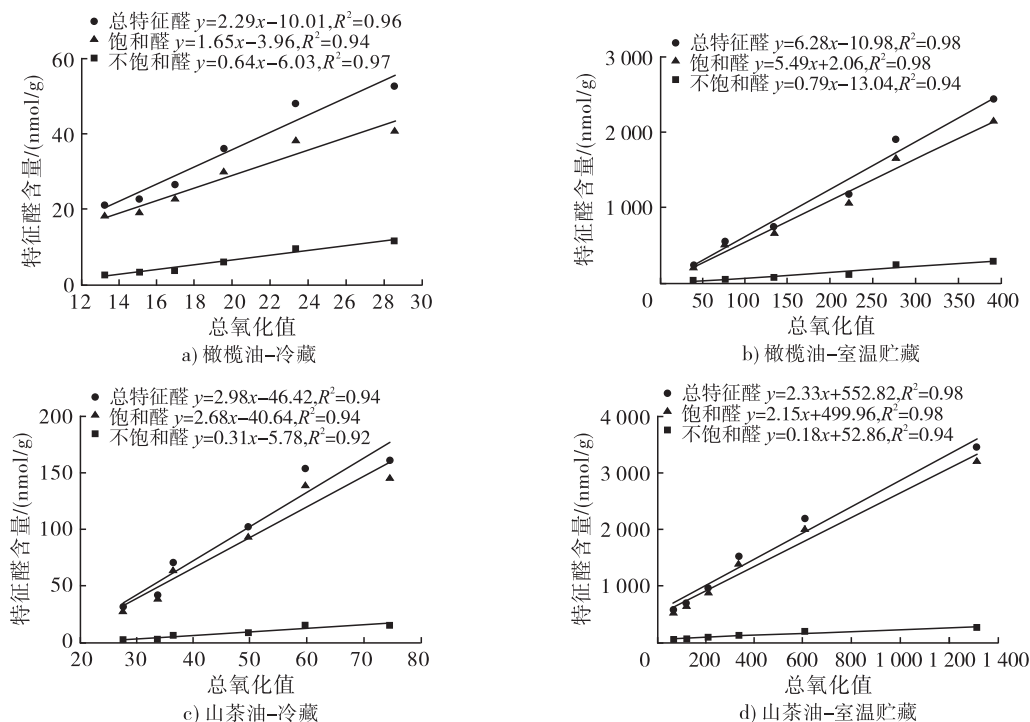 ● 总特征醛 y=2.29x−10.01,R²=0.96
▲ 饱和醛 y=1.65x−3.96,R²=0.94
■ 不饱和醛 y=0.64x−6.03,R²=0.97
60
40
20
0
特征醛含量/(nmol/g)
12 14 16 18 20 22 24 26 28 30
总氧化值
a) 橄榄油–冷藏
● 总特征醛 y=6.28x−10.98,R²=0.98
▲ 饱和醛 y=5.49x+2.06,R²=0.98
■ 不饱和醛 y=0.79x−13.04,R²=0.94
3 000
2 000
1 000
特征醛含量/(nmol/g)
0 50 100 150 200 250 300 350 400
总氧化值
b) 橄榄油–室温贮藏
● 总特征醛 y=2.98x−46.42,R²=0.94
▲ 饱和醛 y=2.68x−40.64,R²=0.94
■ 不饱和醛 y=0.31x−5.78,R²=0.92
200
150
100
50
0
特征醛含量/(nmol/g)
20 30 40 50 60 70 80
总氧化值
c) 山茶油–冷藏
● 总特征醛 y=2.33x+552.82,R²=0.98
▲ 饱和醛 y=2.15x+499.96,R²=0.98
■ 不饱和醛 y=0.18x+52.86,R²=0.94
4 000
3 000
2 000
1 000
特征醛含量/(nmol/g)
0 200 400 600 800 1 000 1 200 1 400
总氧化值
d) 山茶油–室温贮藏